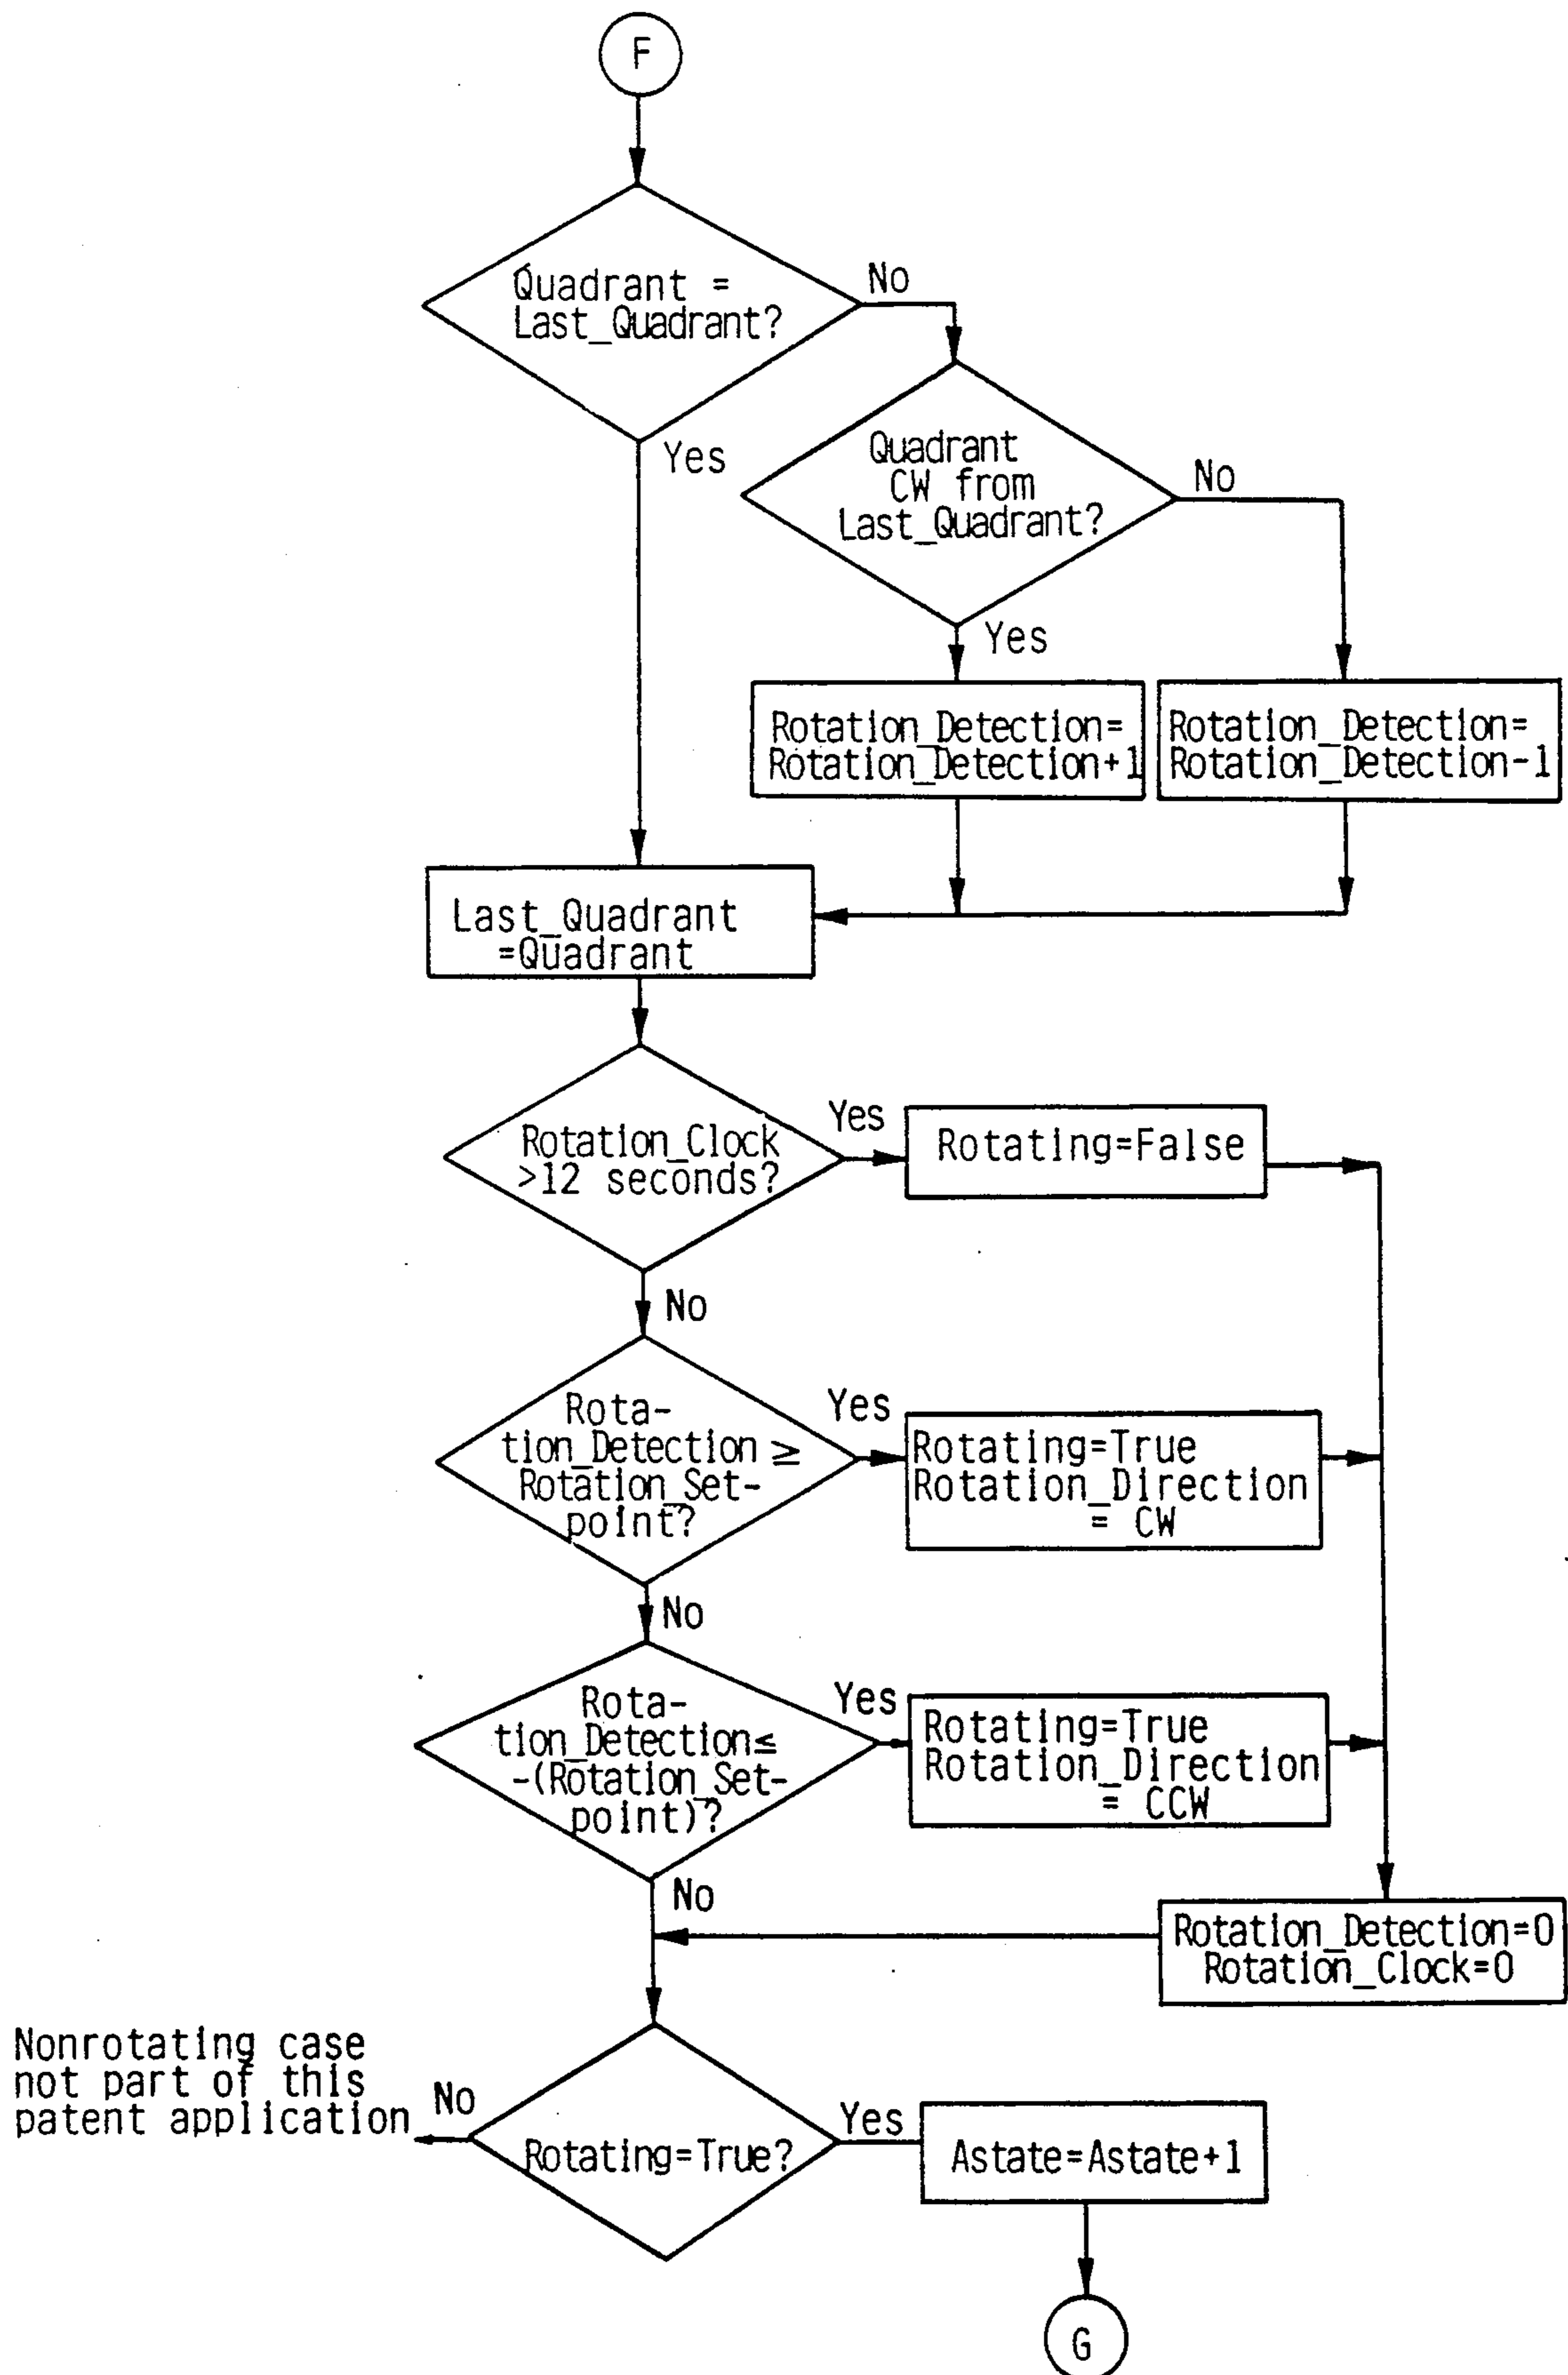 F
Quadrant =
Last_Quadrant?
No
Yes
Quadrant
CW from
Last_Quadrant?
No
Yes
Rotation_Detection=
Rotation_Detection+1
Rotation_Detection=
Rotation_Detection-1
Last_Quadrant
=Quadrant
Rotation_Clock
>12 seconds?
Yes
Rotating=False
No
Rota-
tion_Detection ≥
Rotation_Set-
point?
Yes
Rotating=True
Rotation_Direction
= CW
No
Rota-
tion_Detection≤
-(Rotation_Set-
point)?
Yes
Rotating=True
Rotation_Direction
= CCW
No
Rotation_Detection=0
Rotation_Clock=0
Nonrotating case
not part of this
patent application
No
Rotating=True?
Yes
Astate=Astate+1
G